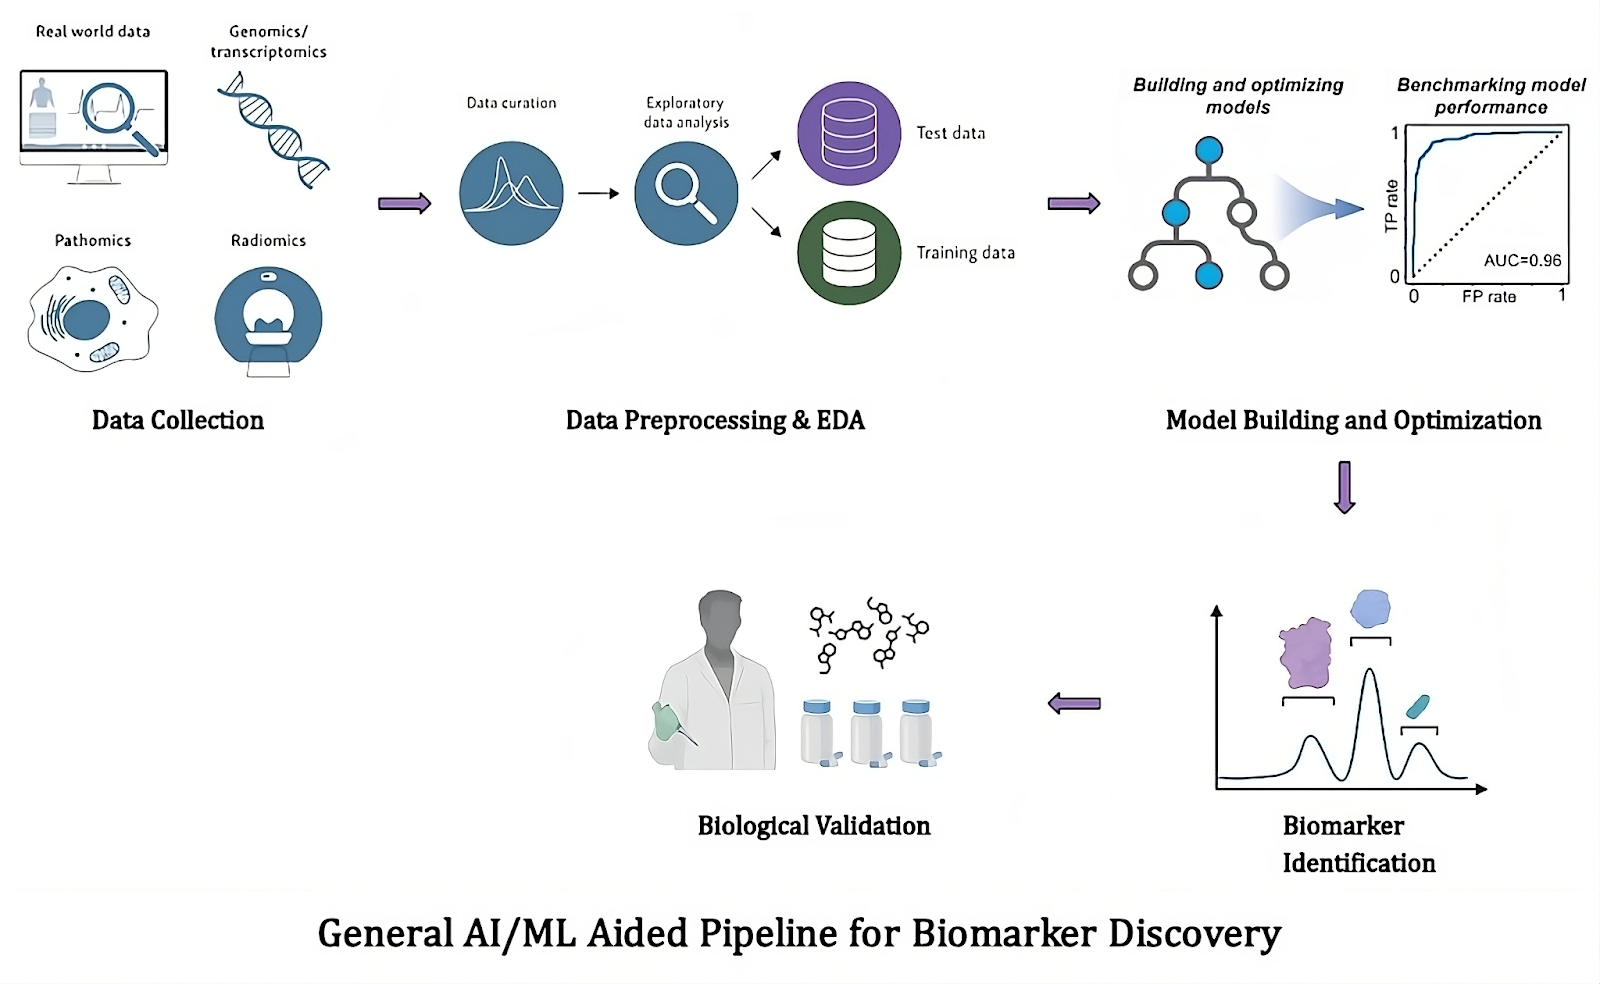 Real world data
Genomics/
transcriptomics
Pathomics
Radiomics
Data Collection
Data curation
Exploratory
data analysis
Test data
Training data
Data Preprocessing & EDA
Building and optimizing
models
Benchmarking model
performance
1
TP rate
0
AUC=0.96
0
FP rate
1
Model Building and Optimization
Biological Validation
Biomarker
Identification
General AI/ML Aided Pipeline for Biomarker Discovery